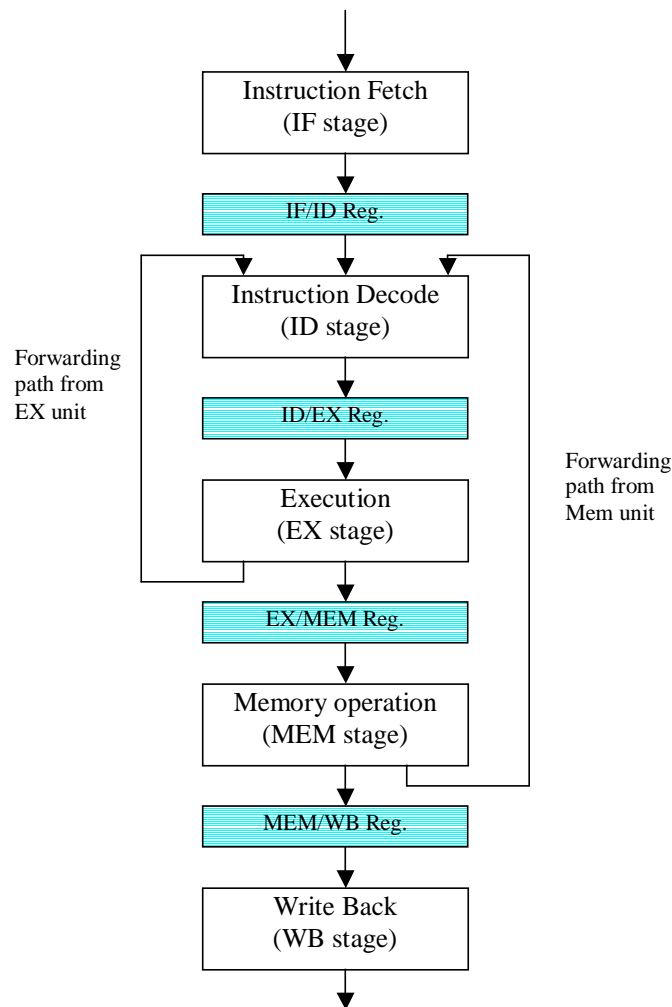 Instruction Fetch
(IF stage)
IF/ID Reg.
Instruction Decode
(ID stage)
Forwarding
path from
EX unit
ID/EX Reg.
Forwarding
path from
Mem unit
Execution
(EX stage)
EX/MEM Reg.
Memory operation
(MEM stage)
MEM/WB Reg.
Write Back
(WB stage)